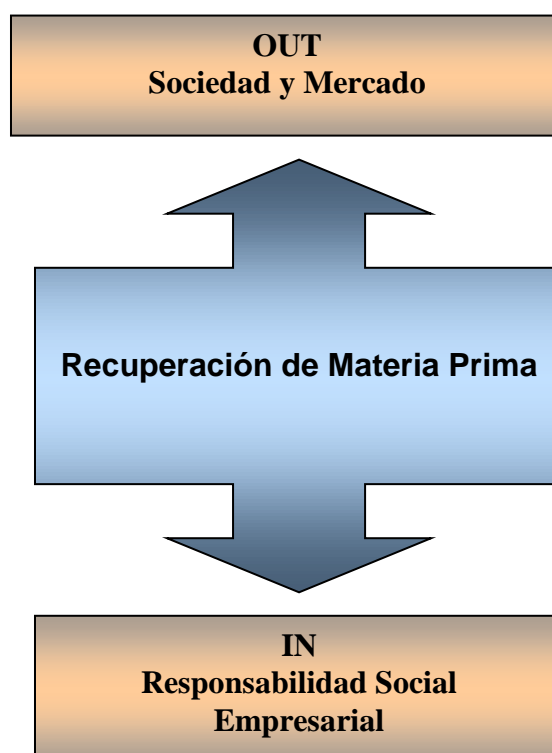 OUT
Sociedad y Mercado
Recuperación de Materia Prima
IN
Responsabilidad Social
Empresarial